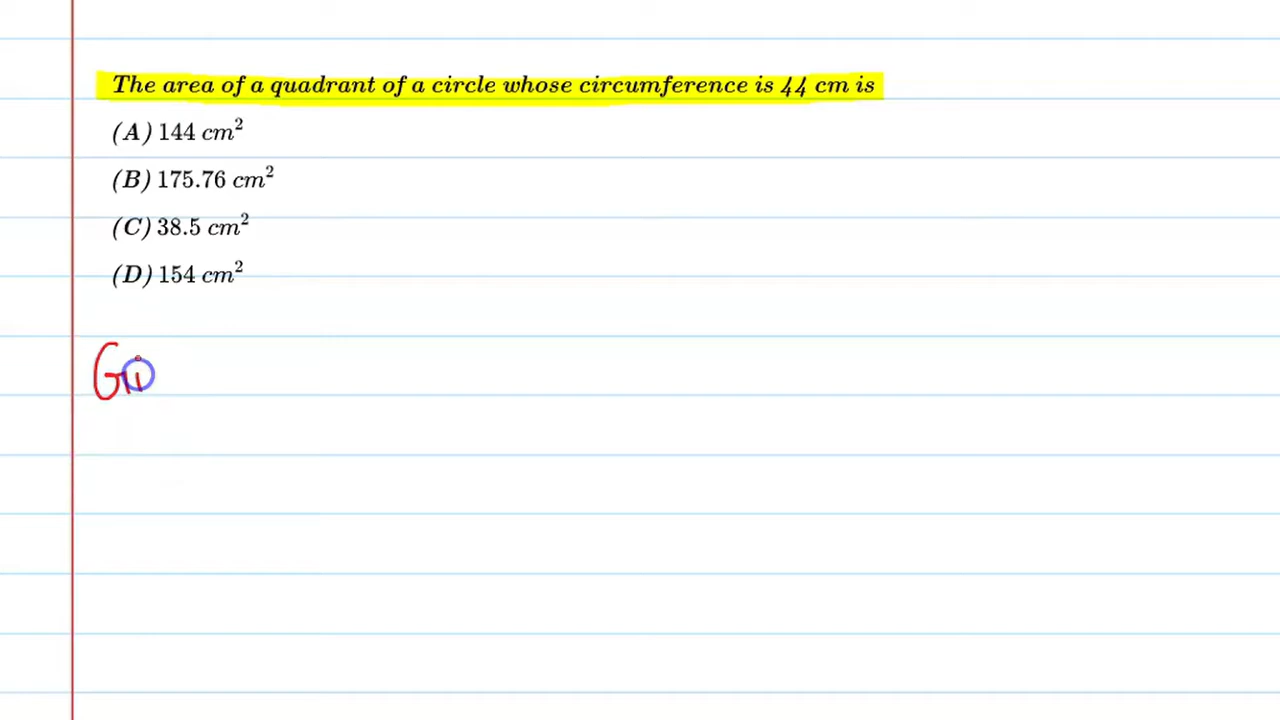 The area of a quadrant of a circle whose circumference is 44 cm is
(A) 144 cm²
(B) 175.76 cm²
(C) 38.5 cm²
(D) 154 cm²
Gi